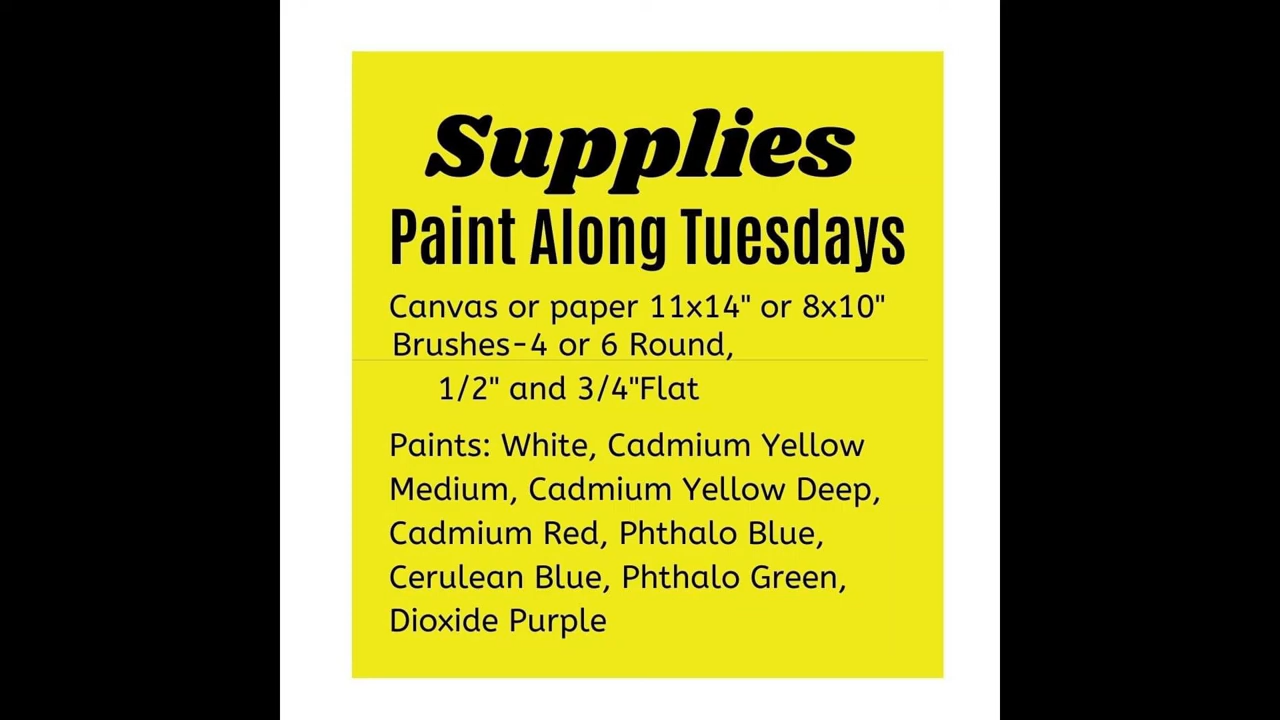 Supplies
Paint Along Tuesdays
Canvas or paper 11x14" or 8x10"
Brushes-4 or 6 Round,
1/2" and 3/4"Flat
Paints: White, Cadmium Yellow
Medium, Cadmium Yellow Deep,
Cadmium Red, Phthalo Blue,
Cerulean Blue, Phthalo Green,
Dioxide Purple